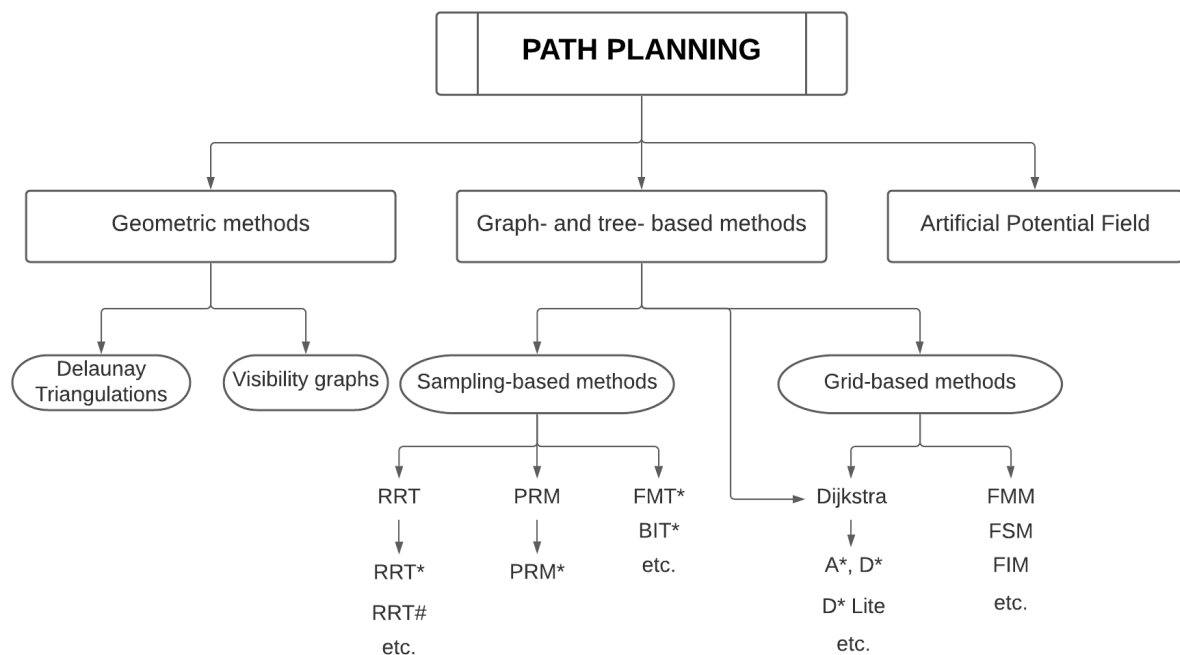 PATH PLANNING
Geometric methods
Graph- and tree- based methods
Artificial Potential Field
Delaunay
Triangulations
Visibility graphs
Sampling-based methods
Grid-based methods
RRT
PRM
FMT*
Dijkstra
FMM
BIT*
FSM
etc.
RRT*
PRM*
A*, D*
FIM
RRT#
D* Lite
etc.
etc.
etc.